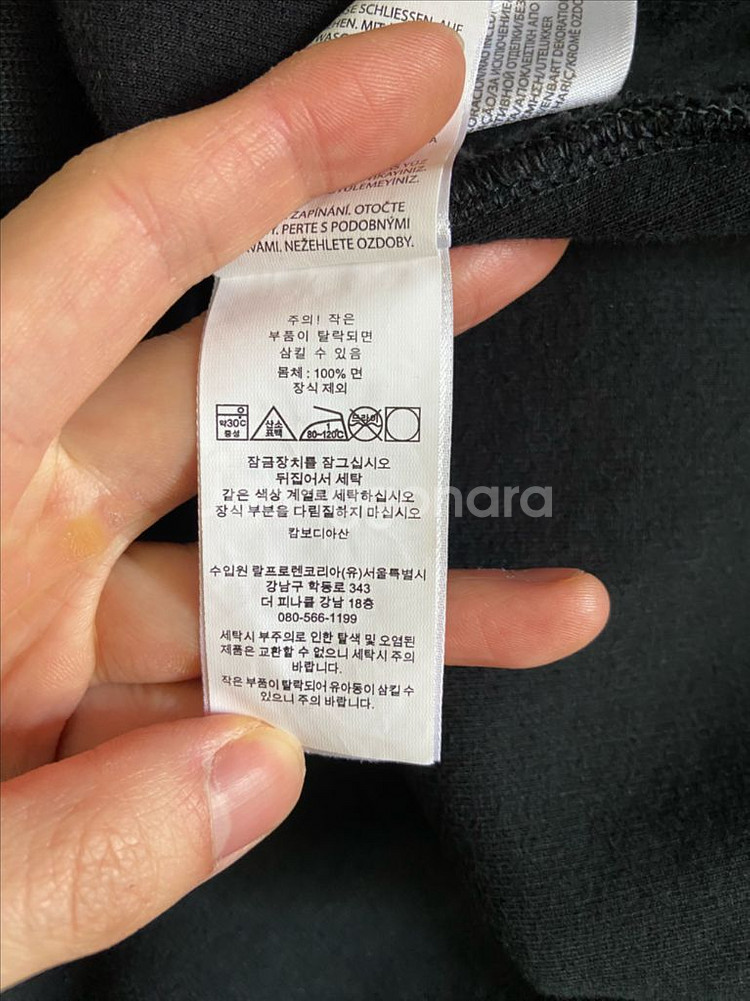 SE SCHLIESSEN. AUF
HEN. MIT
ZAPÍNÁNÍ. OTOČTE
PERTE S PODOBNÝMI
NEŽEHLETE OZDOBY.
주의! 작은
부품이 탈락되면
삼킬 수 있음
몸체 : 100% 면
장식 제외
약30℃
중성
산소
표백
1
80~120℃
드라이
잠금장치를 잠그십시오
뒤집어서 세탁
같은 색상 계열로 세탁하십시오
장식 부분을 다림질하지 마십시오
캄보디아산
수입원 랄프로렌코리아(유)서울특별시
강남구 학동로 343
더 피나클 강남 18층
080-566-1199
세탁시 부주의로 인한 탈색 및 오염된
제품은 교환할 수 없으니 세탁시 주의
바랍니다.
작은 부품이 탈락되어 유아동이 삼킬 수
있으니 주의 바랍니다.